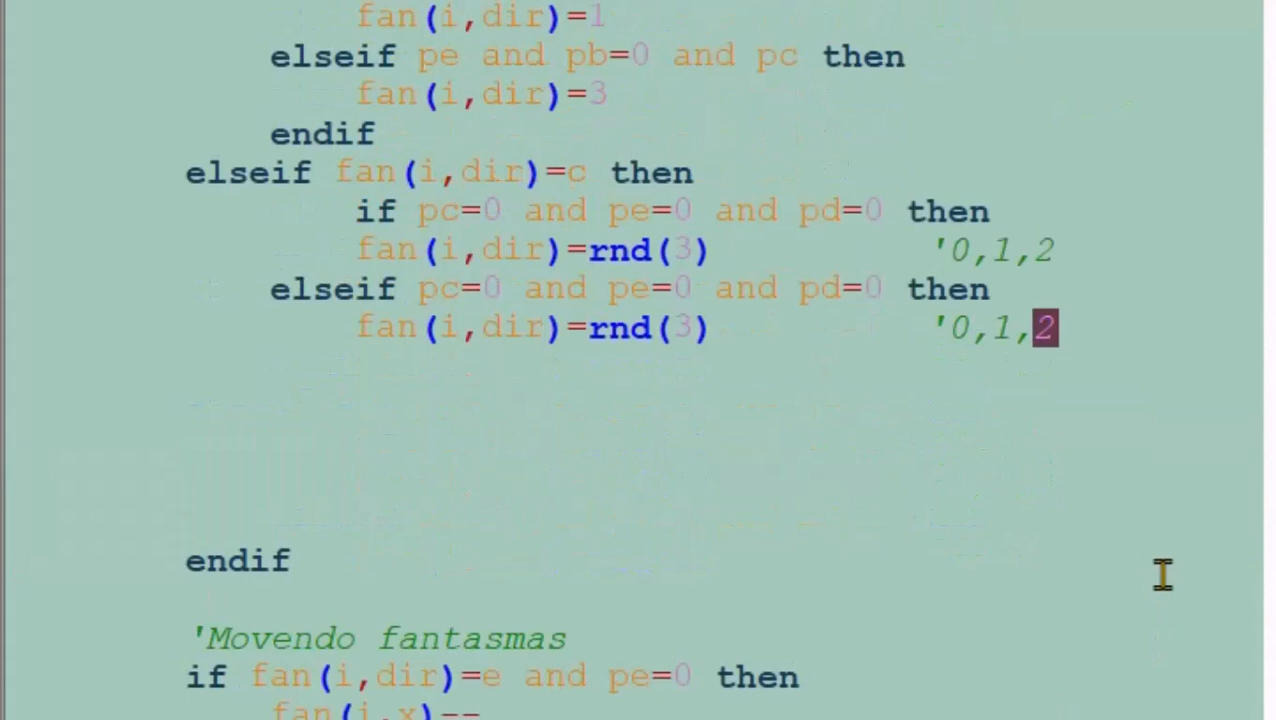 fan(i,dir)=1
elseif pe and pb=0 and pc then
fan(i,dir)=3
endif
elseif fan(i,dir)=c then
if pc=0 and pe=0 and pd=0 then
fan(i,dir)=rnd(3) '0,1,2
elseif pc=0 and pe=0 and pd=0 then
fan(i,dir)=rnd(3) '0,1,2
endif
'Movendo fantasmas
if fan(i,dir)=e and pe=0 then
fan(i,x)--